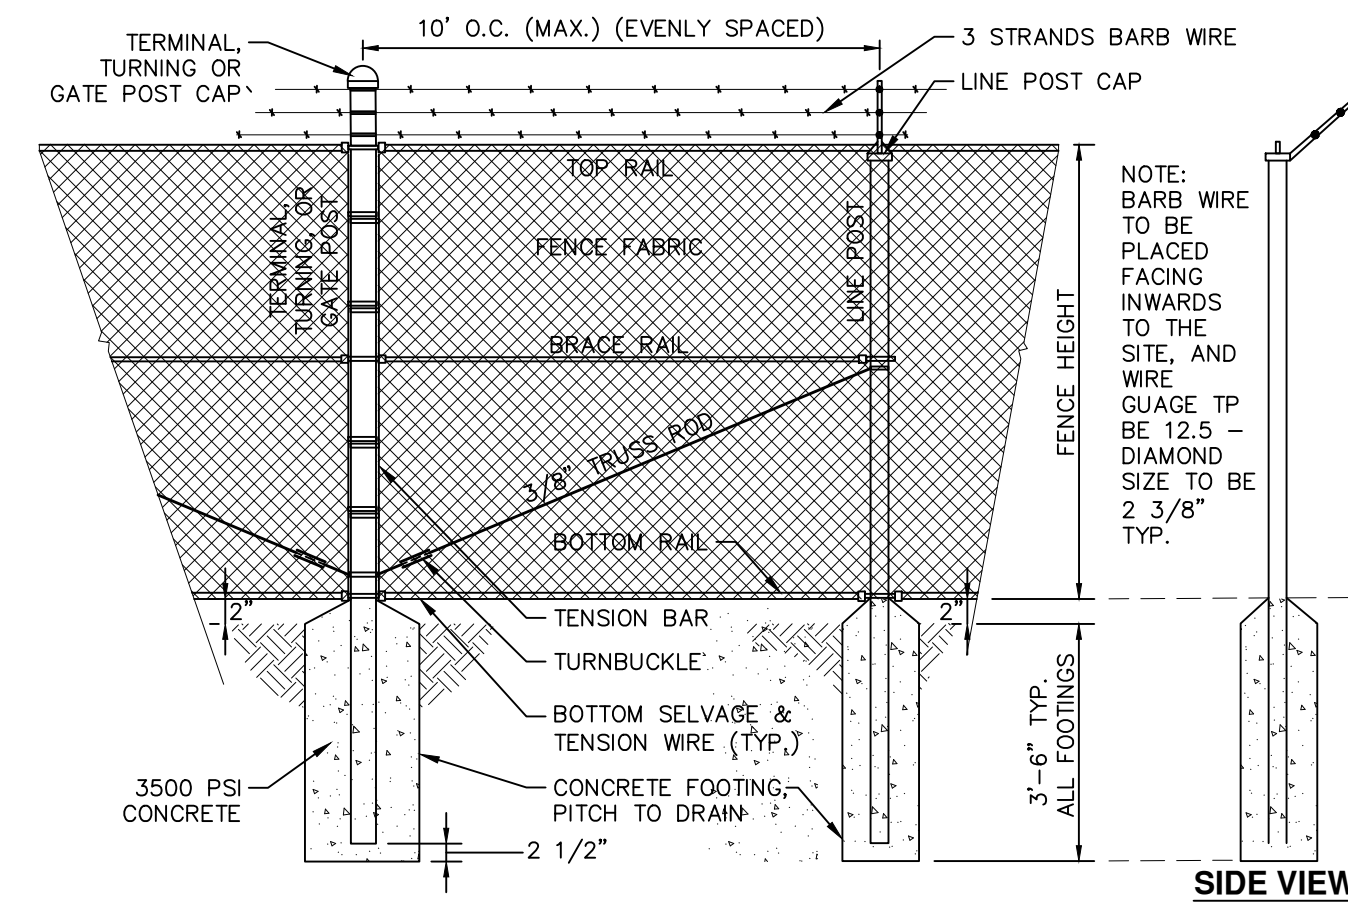 10' O.C. (MAX.) (EVENLY SPACED)
TERMINAL,
TURNING OR
GATE POST CAP
3 STRANDS BARB WIRE
LINE POST CAP
TOP RAIL
TERMINAL,
TURNING, OR
GATE POST
FENCE FABRIC
LINE POST
BRACE RAIL
3/8" TRUSS ROD
BOTTOM RAIL
FENCE HEIGHT
NOTE:
BARB WIRE
TO BE
PLACED
FACING
INWARDS
TO THE
SITE, AND
WIRE
GUAGE TP
BE 12.5 –
DIAMOND
SIZE TO BE
2 3/8"
TYP.
2"
2"
TENSION BAR
TURNBUCKLE
BOTTOM SELVAGE &
TENSION WIRE (TYP.)
3500 PSI
CONCRETE
CONCRETE FOOTING,
PITCH TO DRAIN
2 1/2"
3'-6" TYP.
ALL FOOTINGS
SIDE VIEW